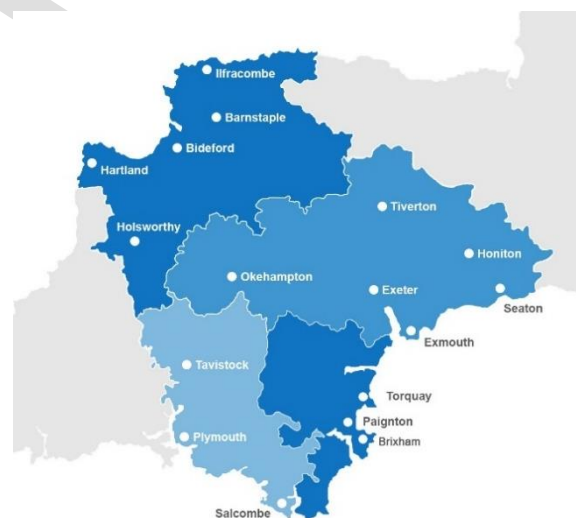 Ilfracombe
Barnstaple
Bideford
Hartland
Tiverton
Holsworthy
Honiton
Okehampton
Exeter
Seaton
Exmouth
Tavistock
Torquay
Paignton
Plymouth
Brixham
Salcombe